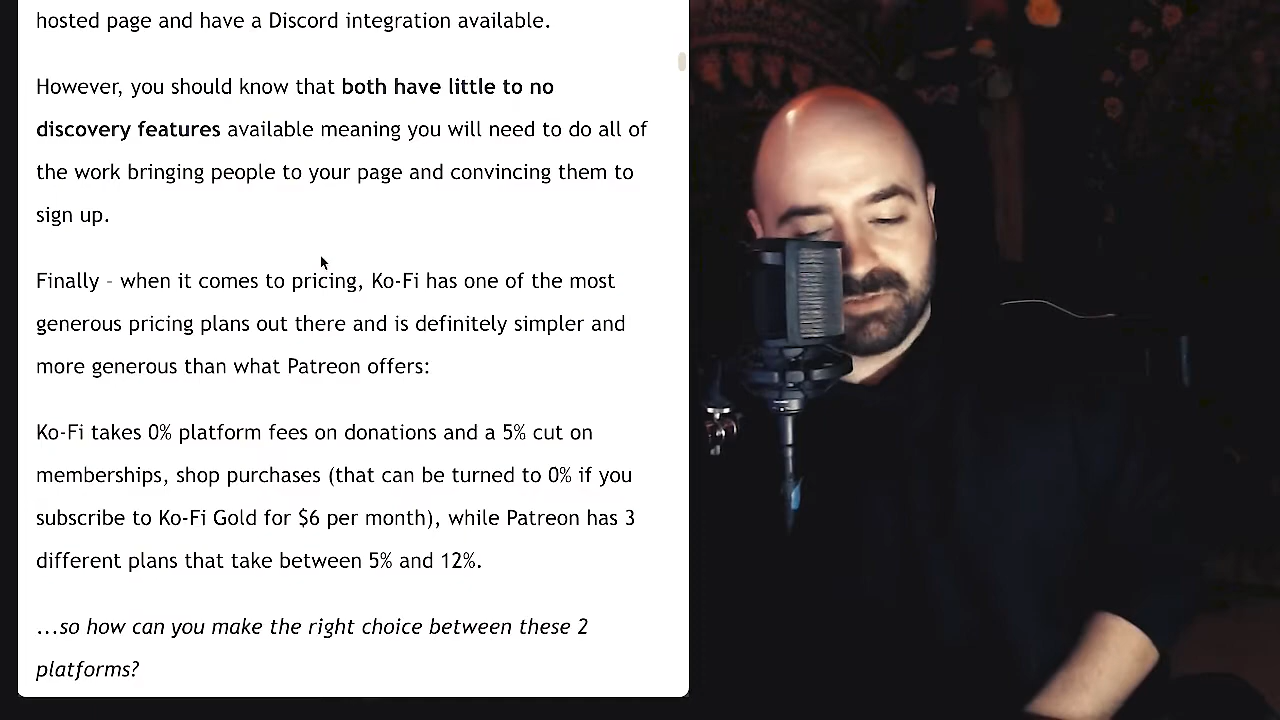 hosted page and have a Discord integration available.
However, you should know that both have little to no
discovery features available meaning you will need to do all of
the work bringing people to your page and convincing them to
sign up.
Finally - when it comes to pricing, Ko-Fi has one of the most
generous pricing plans out there and is definitely simpler and
more generous than what Patreon offers:
Ko-Fi takes 0% platform fees on donations and a 5% cut on
memberships, shop purchases (that can be turned to 0% if you
subscribe to Ko-Fi Gold for $6 per month), while Patreon has 3
different plans that take between 5% and 12%.
...so how can you make the right choice between these 2
platforms?